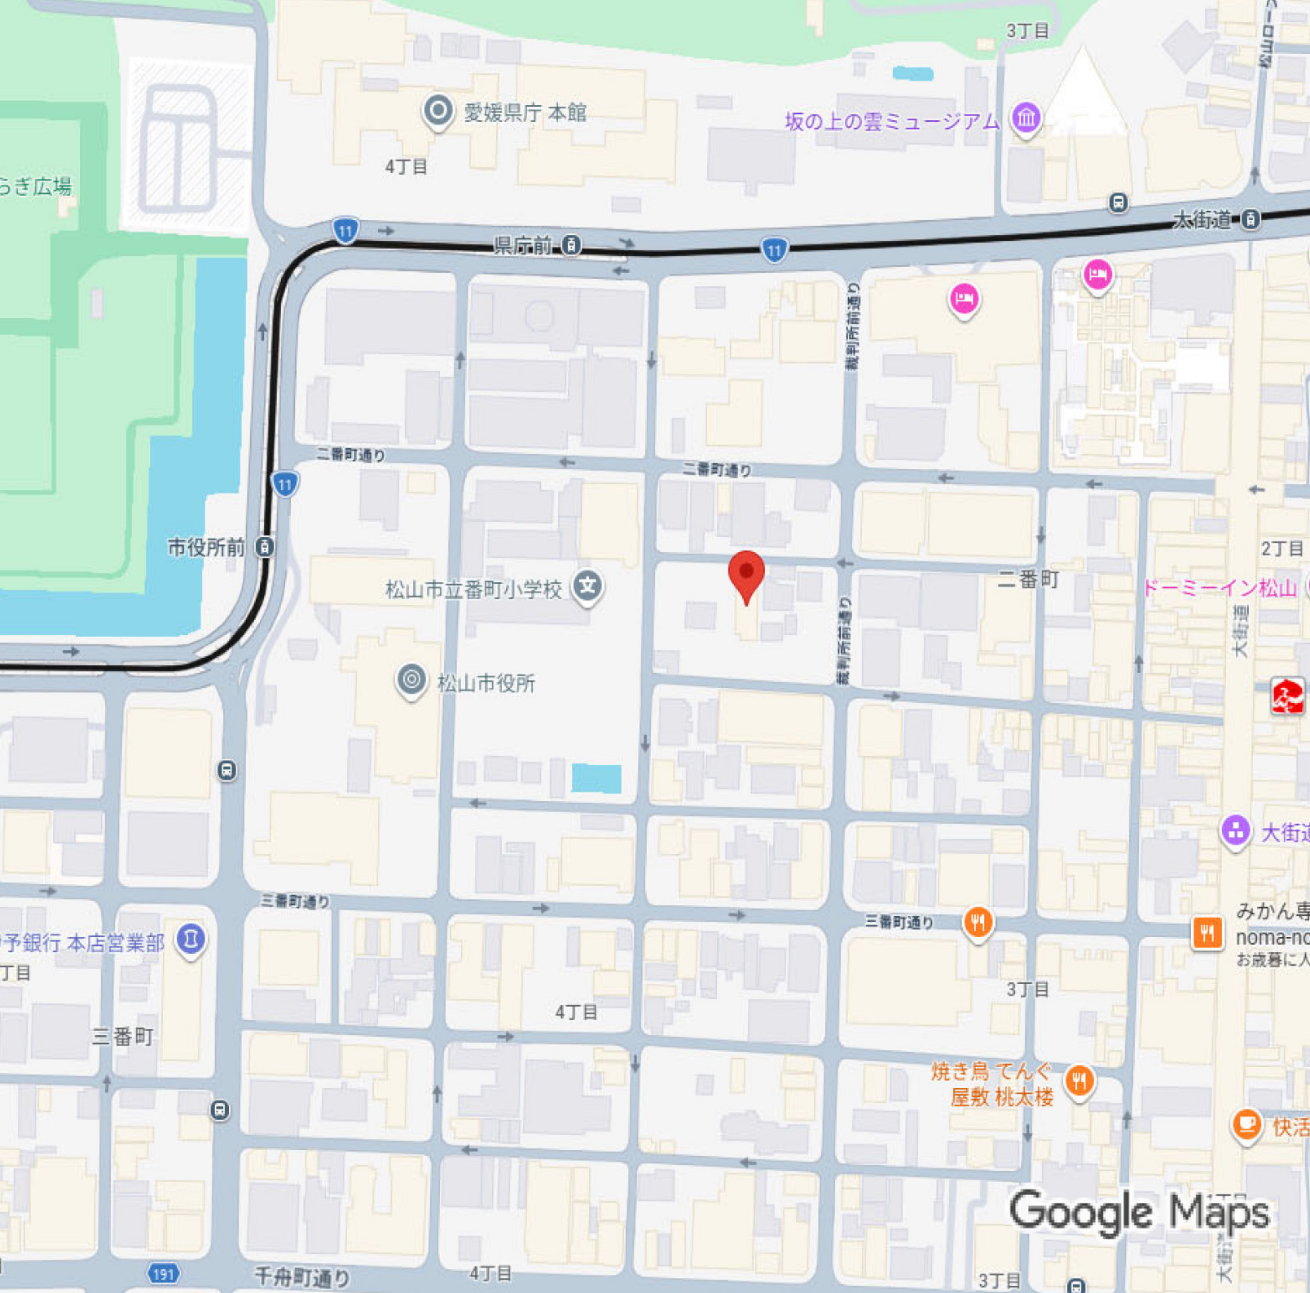 3丁目
愛媛県庁 本館
坂の上の雲ミュージアム
4丁目
らぎ広場
11
県庁前
11
大街道
裁判所前通り
二番町通り
二番町通り
11
市役所前
2丁目
二番町
松山市立番町小学校
ドーミーイン松山
大街道
裁判所前通り
松山市役所
大街道
三番町通り
三番町通り
みかん専
noma-no
お歳暮に人
予銀行 本店営業部
丁目
3丁目
4丁目
三番町
焼き鳥 てんぐ
屋敷 桃太楼
快活
Google Maps
大街道
191
千舟町通り
4丁目
3丁目